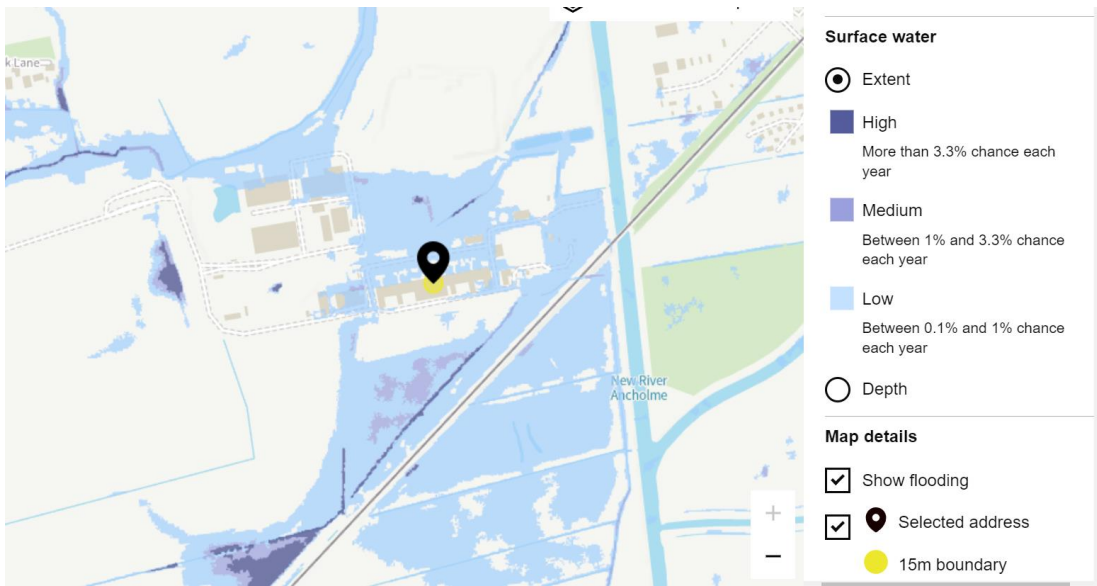 k Lane
New River
Ancholme
Surface water
Extent
High
More than 3.3% chance each
year
Medium
Between 1% and 3.3% chance
each year
Low
Between 0.1% and 1% chance
each year
Depth
Map details
Show flooding
Selected address
15m boundary